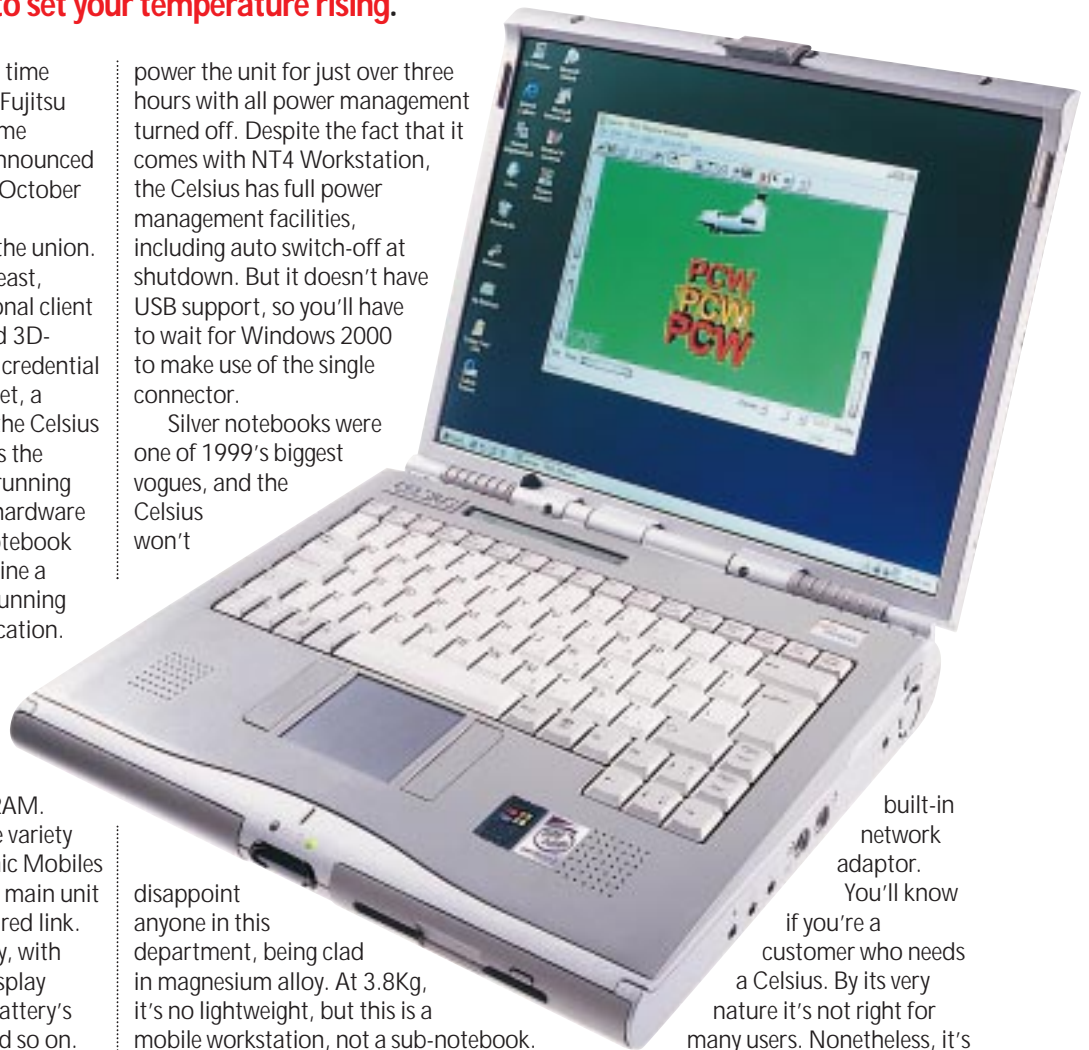 to set your temperature rising.
time
Fujitsu
me
nnounced
October
the union.
east,
onal client
d 3D-
credential
et, a
he Celsius
s the
running
hardware
otebook
ine a
unning
cation.
RAM.
e variety
nic Mobiles
main unit
red link.
y, with
splay
attery's
d so on.
power the unit for just over three
hours with all power management
turned off. Despite the fact that it
comes with NT4 Workstation,
the Celsius has full power
management facilities,
including auto switch-off at
shutdown. But it doesn't have
USB support, so you'll have
to wait for Windows 2000
to make use of the single
connector.
Silver notebooks were
one of 1999's biggest
vogues, and the
Celsius
won't
disappoint
anyone in this
department, being clad
in magnesium alloy. At 3.8Kg,
it's no lightweight, but this is a
mobile workstation, not a sub-notebook.
built-in
network
adaptor.
You'll know
if you're a
customer who needs
a Celsius. By its very
nature it's not right for
many users. Nonetheless, it's
PCW
PCW
PCW